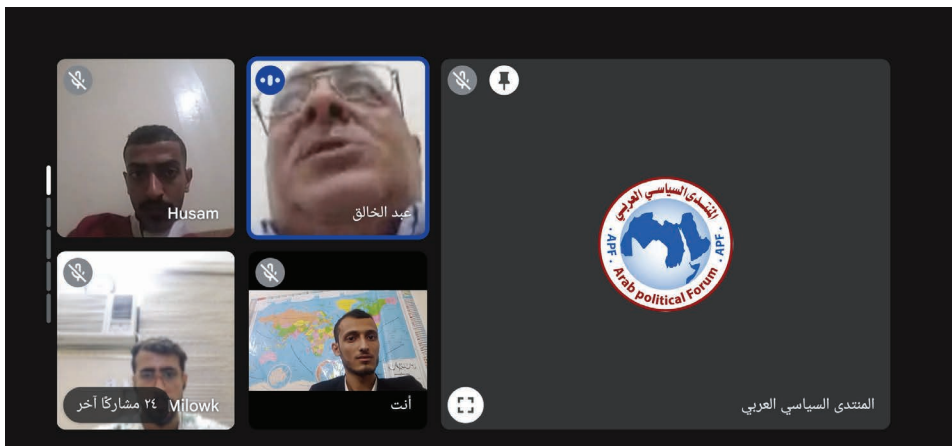 Husam
عبد الخالق
المنتدى السياسي العربي
APF · APF
Arab political Forum
Milowk
٢٤ مشاركًا آخر
أنت
المنتدى السياسي العربي